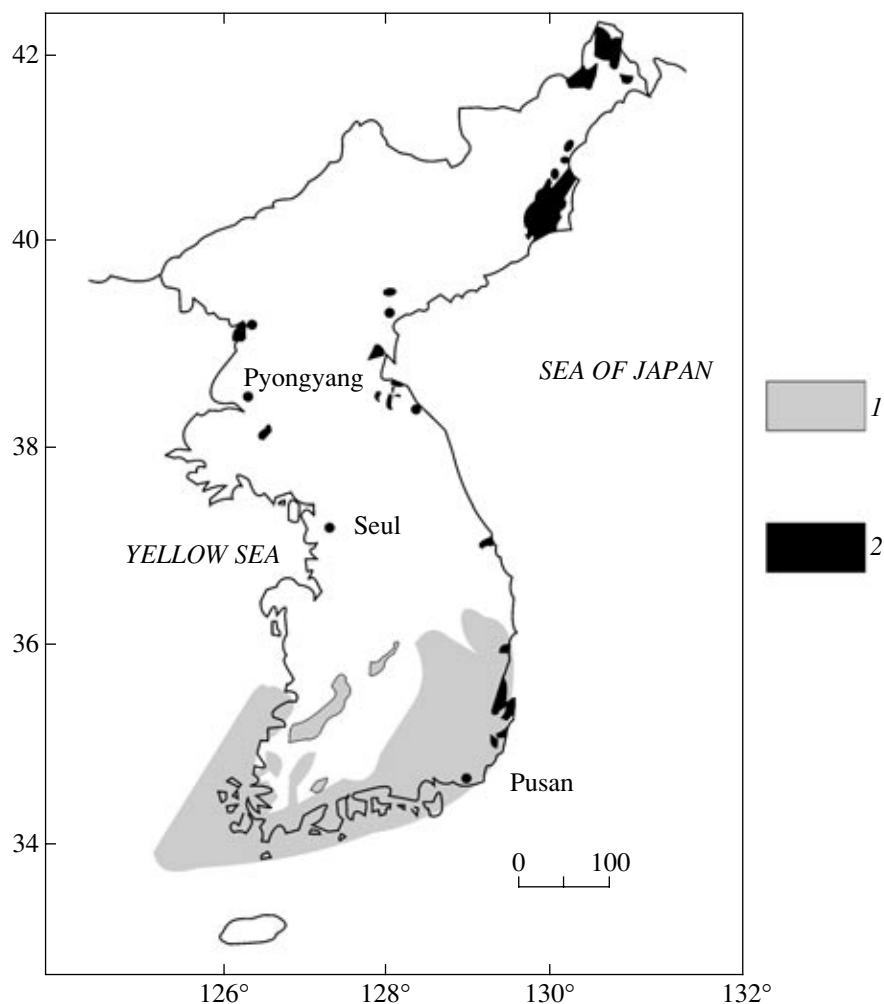 42
40
38
36
34
Pyongyang
SEA OF JAPAN
1
2
Seul
YELLOW SEA
Pusan
0 100
126° 128° 130° 132°